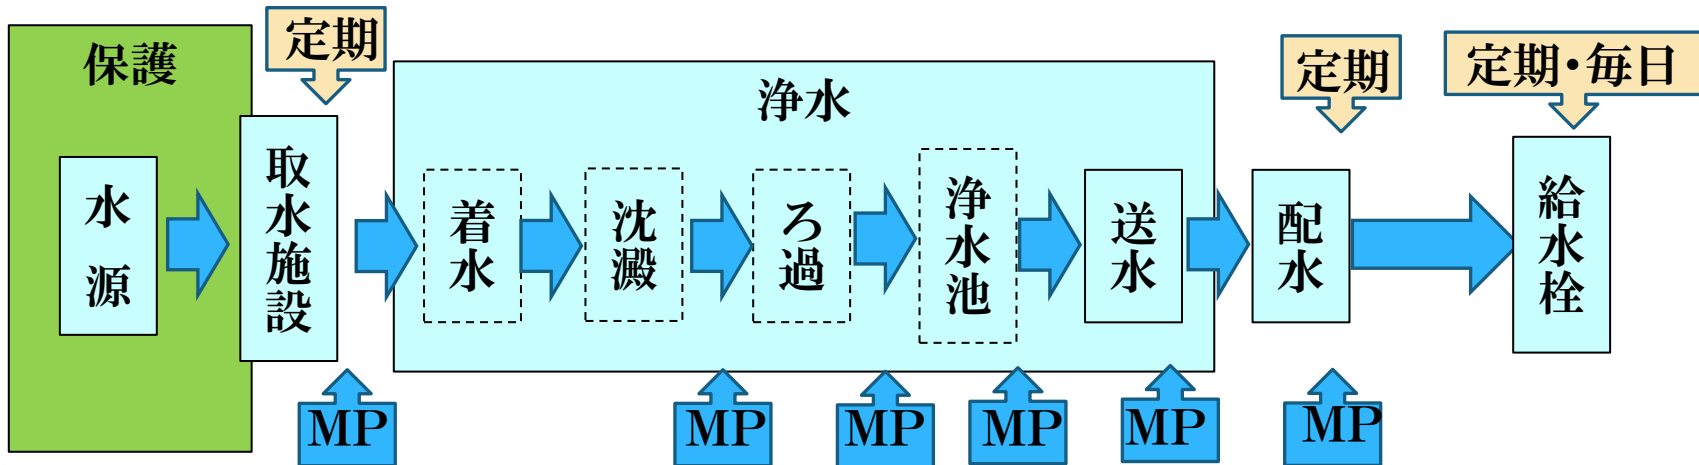 保護
定期
浄水
定期
定期・毎日
水源
取水施設
着水
沈澱
ろ過
浄水池
送水
配水
給水栓
MP
MP
MP
MP
MP
MP